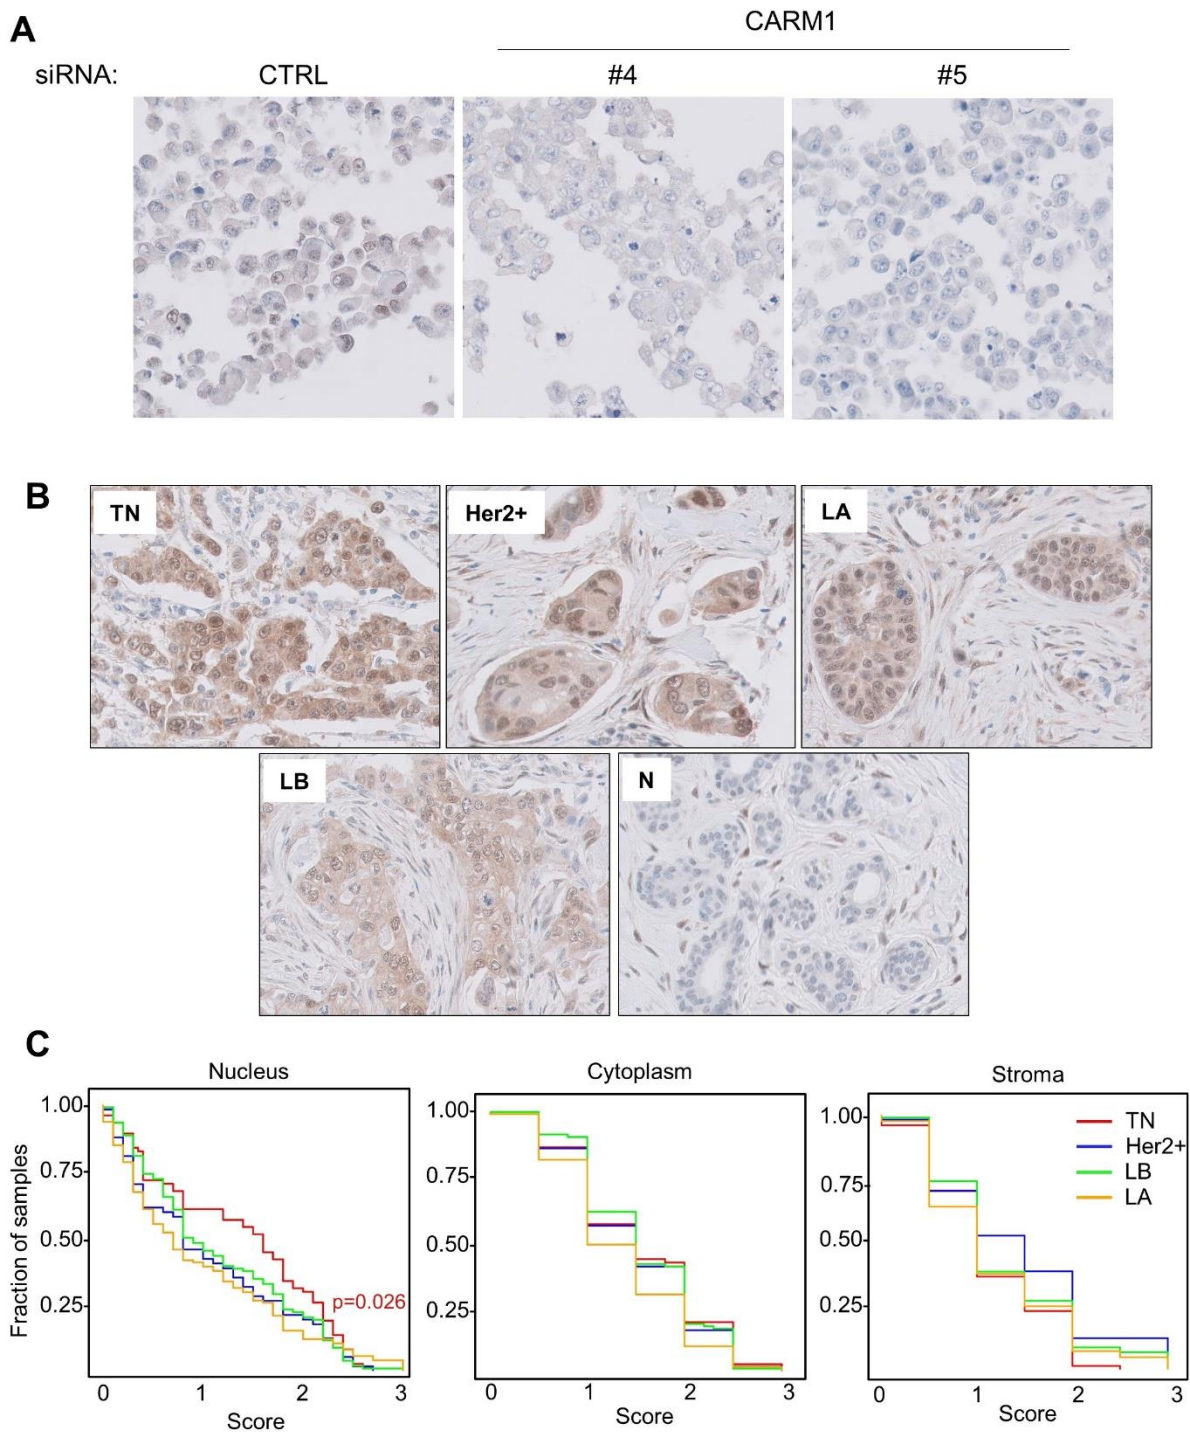 A
CARM1
siRNA: CTRL #4 #5
B
TN Her2+ LA
LB N
C
Nucleus Cytoplasm Stroma
Fraction of samples
1.00
0.75
0.50
0.25
p=0.026
0 1 2 3
Score
1.00
0.75
0.50
0.25
0 1 2 3
Score
1.00
0.75
0.50
0.25
TN
Her2+
LB
LA
0 1 2 3
Score